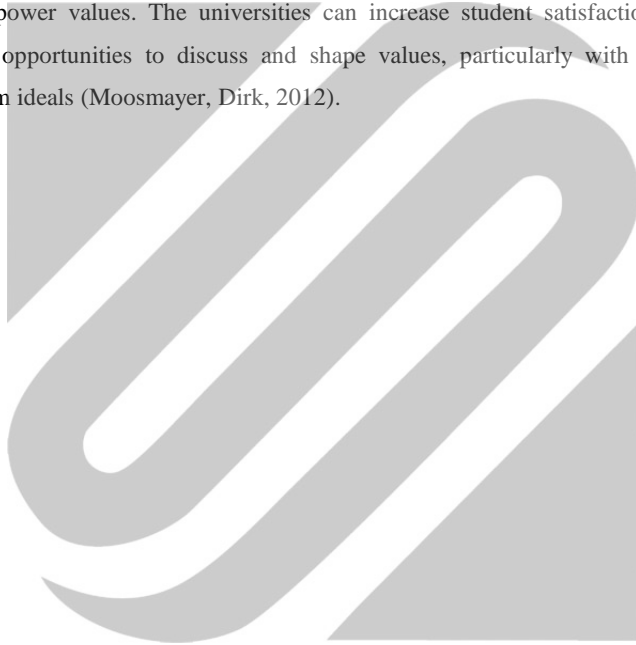 power values. The universities can increase student satisfactio
opportunities to discuss and shape values, particularly with
ideals (Moosmayer, Dirk, 2012).